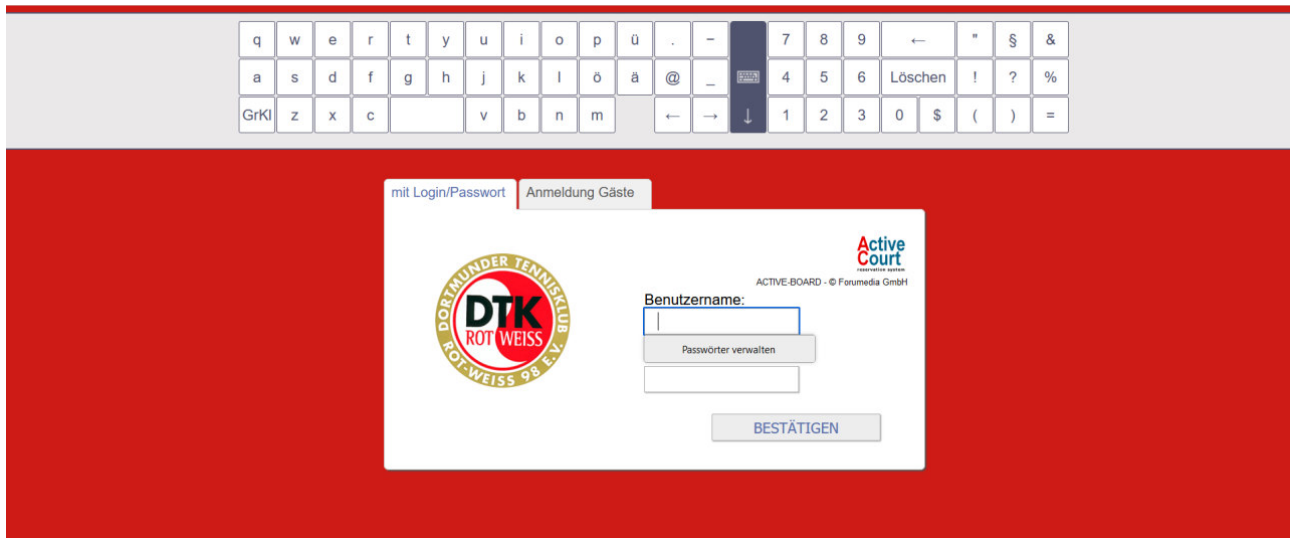 q w e r t y u i o p ü . – 7 8 9 ← " § &
a s d f g h j k l ö ä @ _ 4 5 6 Löschen ! ? %
GrKl z x c v b n m ← → ↓ 1 2 3 0 $ ( ) =
mit Login/Passwort Anmeldung Gäste
Active
Court
reservation system
ACTIVE-BOARD - © Forumedia GmbH
DORTMUNDER TENNISKLUB
DTK
ROT WEISS
ROT-WEISS 98 E.V.
Benutzername:
Passwörter verwalten
BESTÄTIGEN